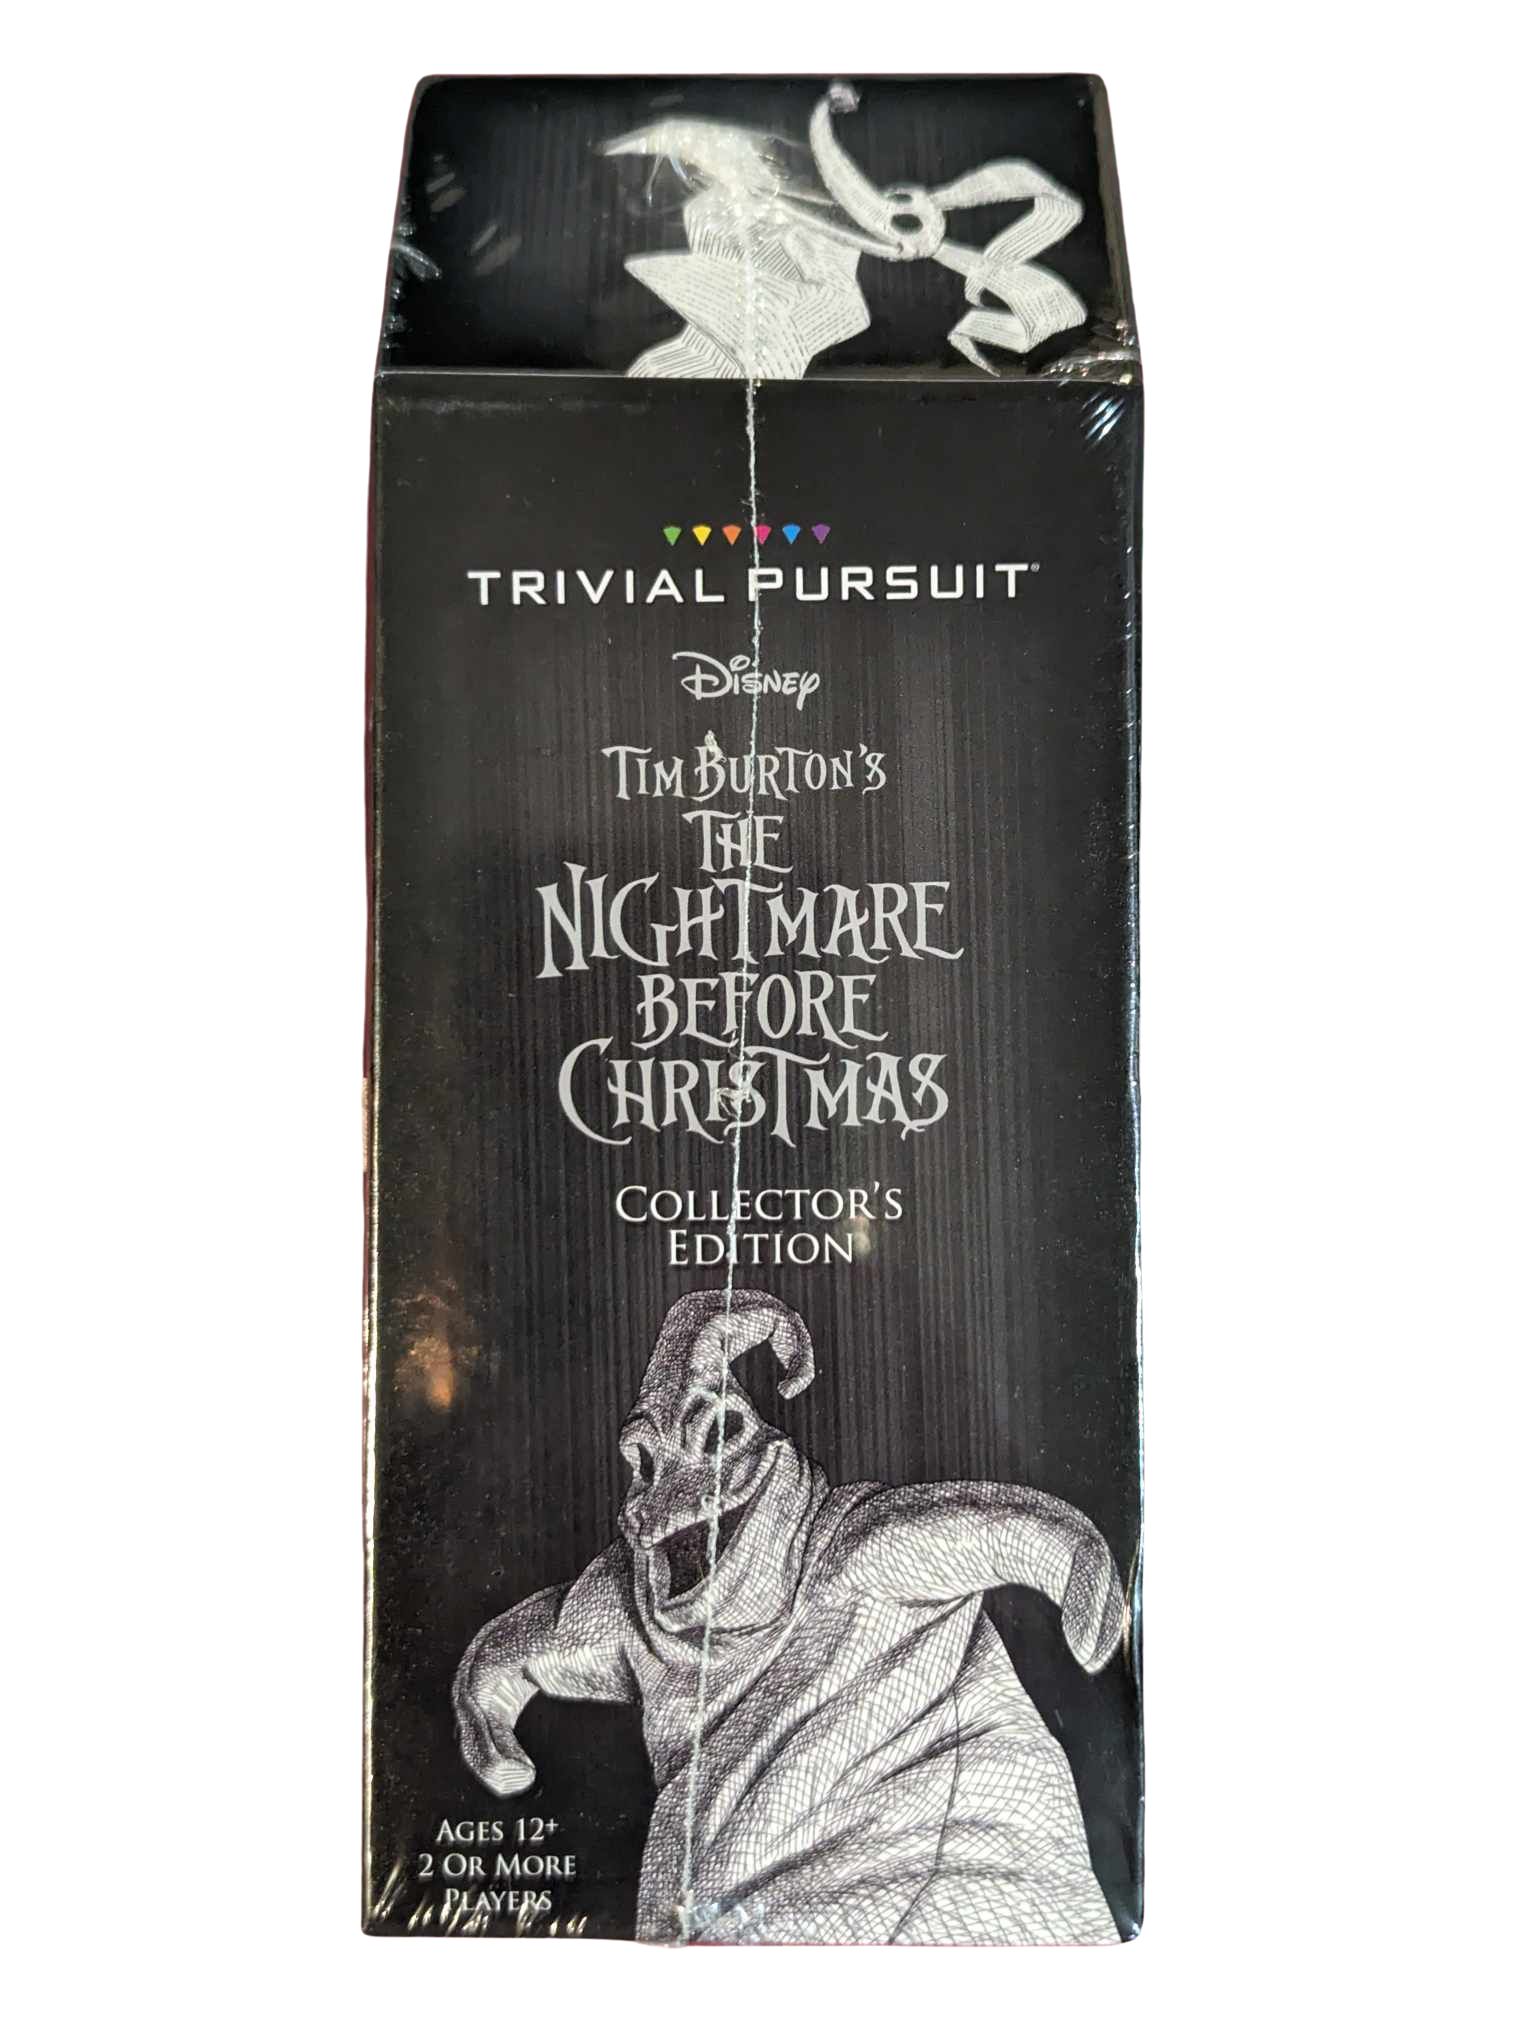 TRIVIAL PURSUIT®
DISNEY
TIM BURTON'S
THE
NIGHTMARE
BEFORE
CHRISTMAS
COLLECTOR'S
EDITION
AGES 12+
2 OR MORE
PLAYERS